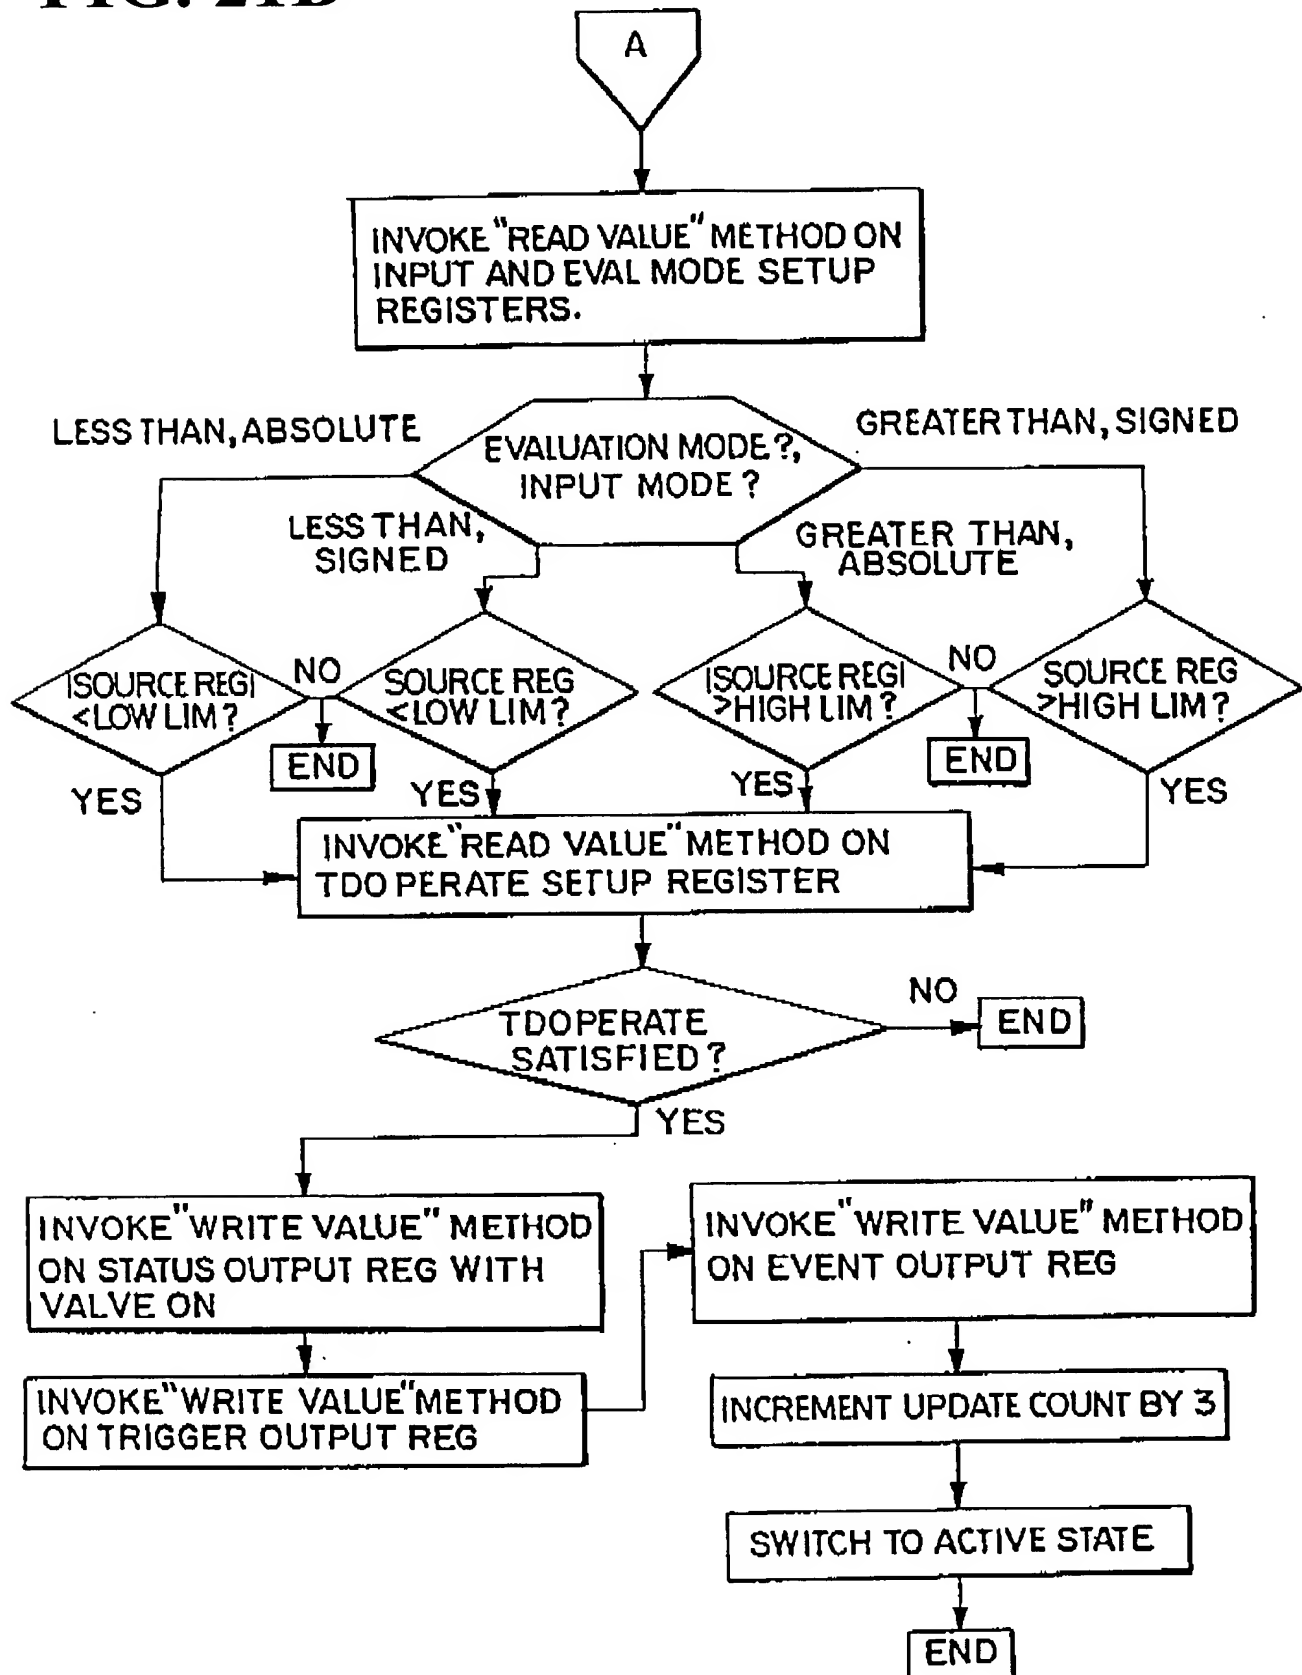 FIG. 21B
A
INVOKE "READ VALUE" METHOD ON
INPUT AND EVAL MODE SETUP
REGISTERS.
LESS THAN, ABSOLUTE
EVALUATION MODE?,
INPUT MODE?
GREATER THAN, SIGNED
LESS THAN,
SIGNED
GREATER THAN,
ABSOLUTE
|SOURCE REG|
<LOW LIM?
NO
SOURCE REG
<LOW LIM?
|SOURCE REG|
>HIGH LIM?
NO
SOURCE REG
>HIGH LIM?
END
END
YES
YES
YES
YES
INVOKE "READ VALUE" METHOD ON
TDOPERATE SETUP REGISTER
TDOPERATE
SATISFIED?
NO
END
YES
INVOKE "WRITE VALUE" METHOD
ON STATUS OUTPUT REG WITH
VALVE ON
INVOKE "WRITE VALUE" METHOD
ON EVENT OUTPUT REG
INVOKE "WRITE VALUE" METHOD
ON TRIGGER OUTPUT REG
INCREMENT UPDATE COUNT BY 3
SWITCH TO ACTIVE STATE
END